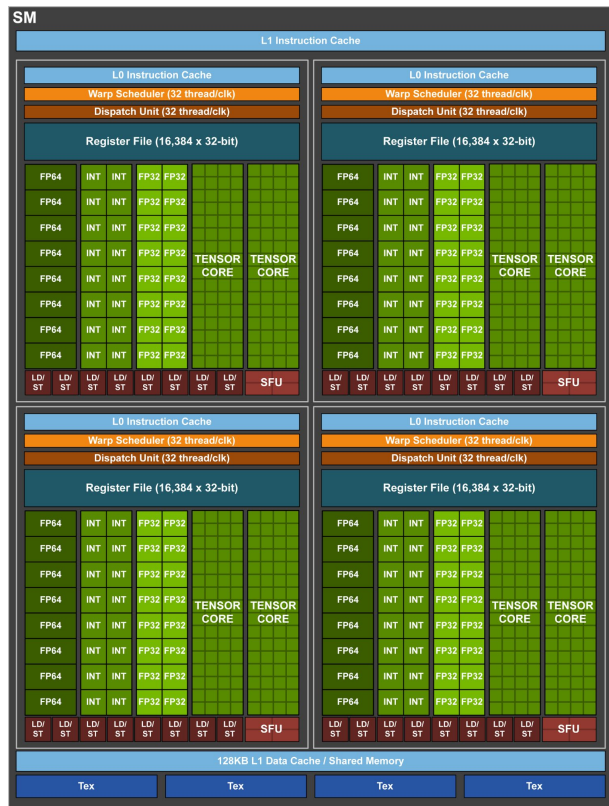 SM
L1 Instruction Cache
L0 Instruction Cache
Warp Scheduler (32 thread/clk)
Dispatch Unit (32 thread/clk)
Register File (16,384 x 32-bit)
FP64 INT INT FP32 FP32
FP64 INT INT FP32 FP32
FP64 INT INT FP32 FP32
FP64 INT INT FP32 FP32
TENSOR CORE TENSOR CORE
FP64 INT INT FP32 FP32
FP64 INT INT FP32 FP32
FP64 INT INT FP32 FP32
FP64 INT INT FP32 FP32
LD/ST LD/ST LD/ST LD/ST LD/ST LD/ST LD/ST LD/ST SFU
L0 Instruction Cache
Warp Scheduler (32 thread/clk)
Dispatch Unit (32 thread/clk)
Register File (16,384 x 32-bit)
FP64 INT INT FP32 FP32
FP64 INT INT FP32 FP32
FP64 INT INT FP32 FP32
FP64 INT INT FP32 FP32
TENSOR CORE TENSOR CORE
FP64 INT INT FP32 FP32
FP64 INT INT FP32 FP32
FP64 INT INT FP32 FP32
FP64 INT INT FP32 FP32
LD/ST LD/ST LD/ST LD/ST LD/ST LD/ST LD/ST LD/ST SFU
L0 Instruction Cache
Warp Scheduler (32 thread/clk)
Dispatch Unit (32 thread/clk)
Register File (16,384 x 32-bit)
FP64 INT INT FP32 FP32
FP64 INT INT FP32 FP32
FP64 INT INT FP32 FP32
FP64 INT INT FP32 FP32
TENSOR CORE TENSOR CORE
FP64 INT INT FP32 FP32
FP64 INT INT FP32 FP32
FP64 INT INT FP32 FP32
FP64 INT INT FP32 FP32
LD/ST LD/ST LD/ST LD/ST LD/ST LD/ST LD/ST LD/ST SFU
L0 Instruction Cache
Warp Scheduler (32 thread/clk)
Dispatch Unit (32 thread/clk)
Register File (16,384 x 32-bit)
FP64 INT INT FP32 FP32
FP64 INT INT FP32 FP32
FP64 INT INT FP32 FP32
FP64 INT INT FP32 FP32
TENSOR CORE TENSOR CORE
FP64 INT INT FP32 FP32
FP64 INT INT FP32 FP32
FP64 INT INT FP32 FP32
FP64 INT INT FP32 FP32
LD/ST LD/ST LD/ST LD/ST LD/ST LD/ST LD/ST LD/ST SFU
128KB L1 Data Cache / Shared Memory
Tex Tex Tex Tex